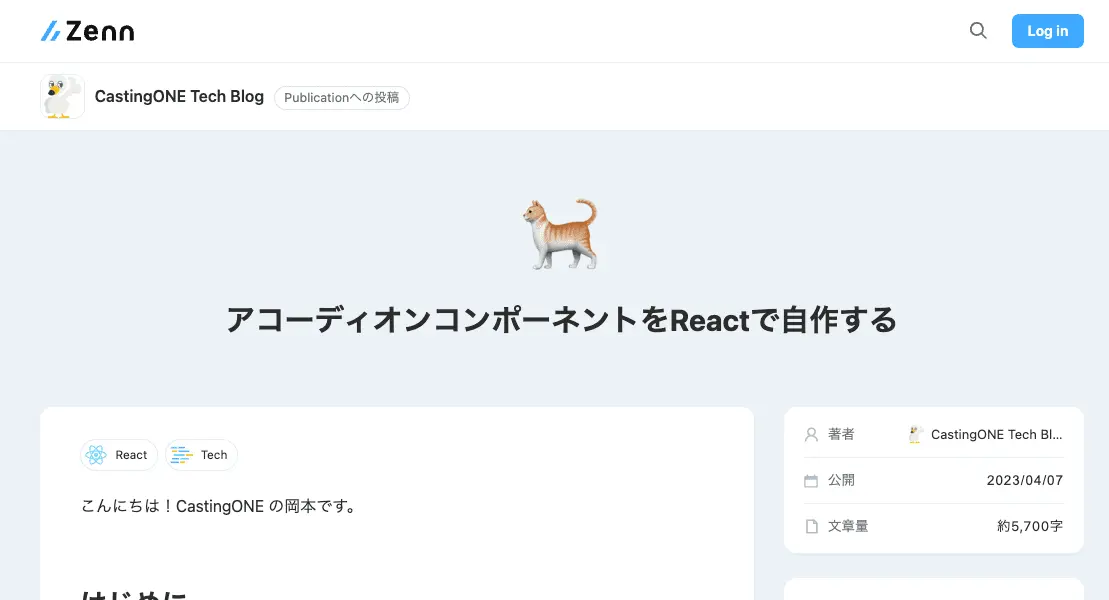 Zenn
Log in
CastingONE Tech Blog
Publicationへの投稿
アコーディオンコンポーネントをReactで自作する
React
Tech
こんにちは！CastingONE の岡本です。
はじめに
著者
CastingONE Tech Bl...
公開
2023/04/07
文章量
約5,700字